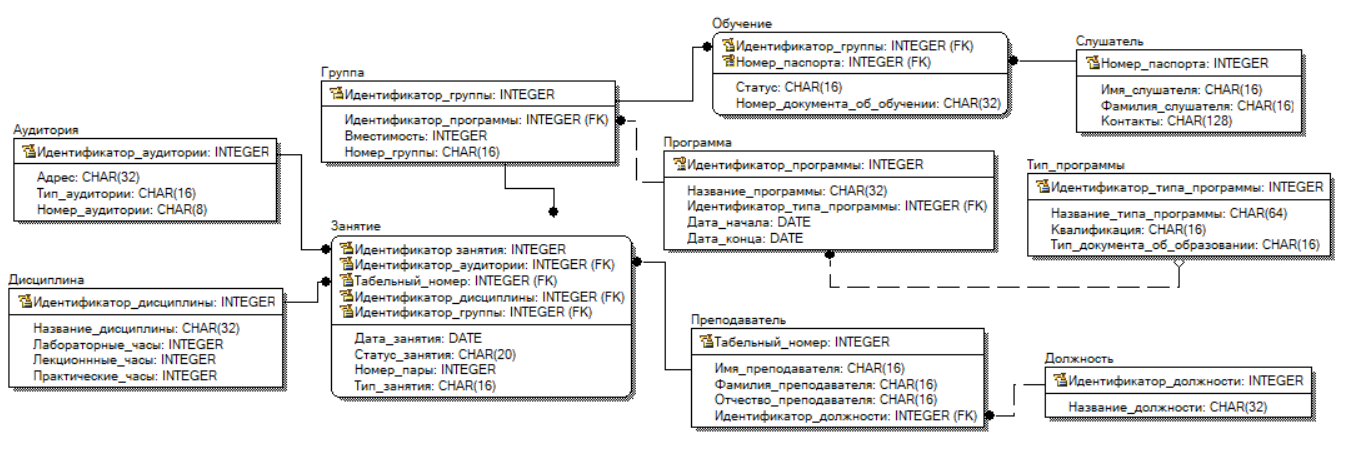 Обучение
Идентификатор_группы: INTEGER (FK)
Номер_паспорта: INTEGER (FK)
Статус: CHAR(16)
Номер_документа_об_обучении: CHAR(32)
Слушатель
Номер_паспорта: INTEGER
Имя_слушателя: CHAR(16)
Фамилия_слушателя: CHAR(16)
Контакты: CHAR(128)
Группа
Идентификатор_группы: INTEGER
Идентификатор_программы: INTEGER (FK)
Вместимость: INTEGER
Номер_группы: CHAR(16)
Аудитория
Идентификатор_аудитории: INTEGER
Адрес: CHAR(32)
Тип_аудитории: CHAR(16)
Номер_аудитории: CHAR(8)
Программа
Идентификатор_программы: INTEGER
Название_программы: CHAR(32)
Идентификатор_типа_программы: INTEGER (FK)
Дата_начала: DATE
Дата_конца: DATE
Тип_программы
Идентификатор_типа_программы: INTEGER
Название_типа_программы: CHAR(64)
Квалификация: CHAR(16)
Тип_документа_об_образовании: CHAR(16)
Занятие
Идентификатор занятия: INTEGER
Идентификатор_аудитории: INTEGER (FK)
Табельный_номер: INTEGER (FK)
Идентификатор_дисциплины: INTEGER (FK)
Идентификатор_группы: INTEGER (FK)
Дата_занятия: DATE
Статус_занятия: CHAR(20)
Номер_пары: INTEGER
Тип_занятия: CHAR(16)
Дисциплина
Идентификатор_дисциплины: INTEGER
Название_дисциплины: CHAR(32)
Лабораторные_часы: INTEGER
Лекционнные_часы: INTEGER
Практические_часы: INTEGER
Преподаватель
Табельный_номер: INTEGER
Имя_преподавателя: CHAR(16)
Фамилия_преподавателя: CHAR(16)
Отчество_преподавателя: CHAR(16)
Идентификатор_должности: INTEGER (FK)
Должность
Идентификатор_должности: INTEGER
Название_должности: CHAR(32)